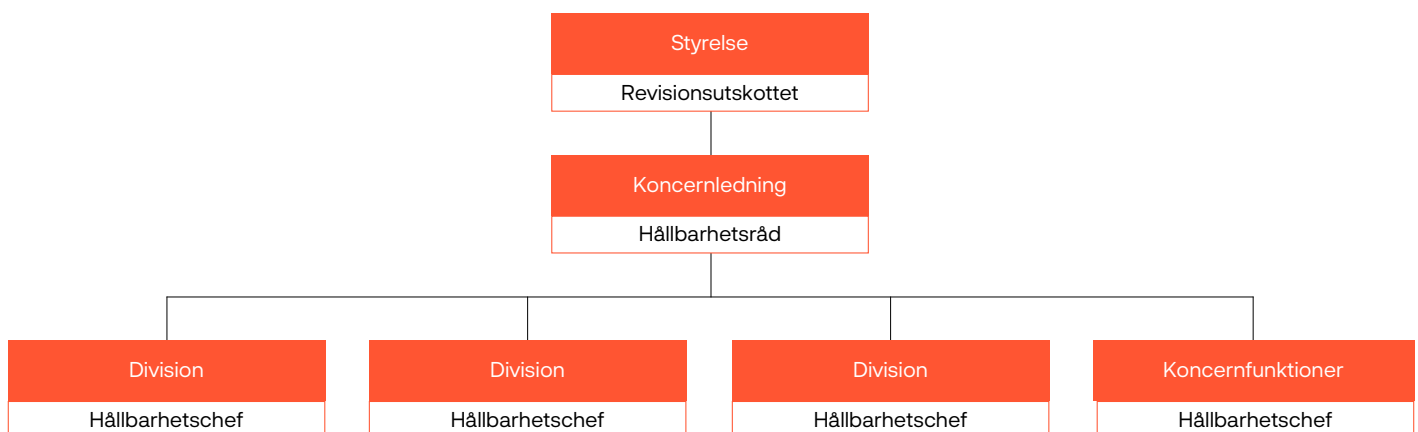 Styrelse
Revisionsutskottet
Koncernledning
Hållbarhetsråd
Division
Hållbarhetschef
Division
Hållbarhetschef
Division
Hållbarhetschef
Koncernfunktioner
Hållbarhetschef